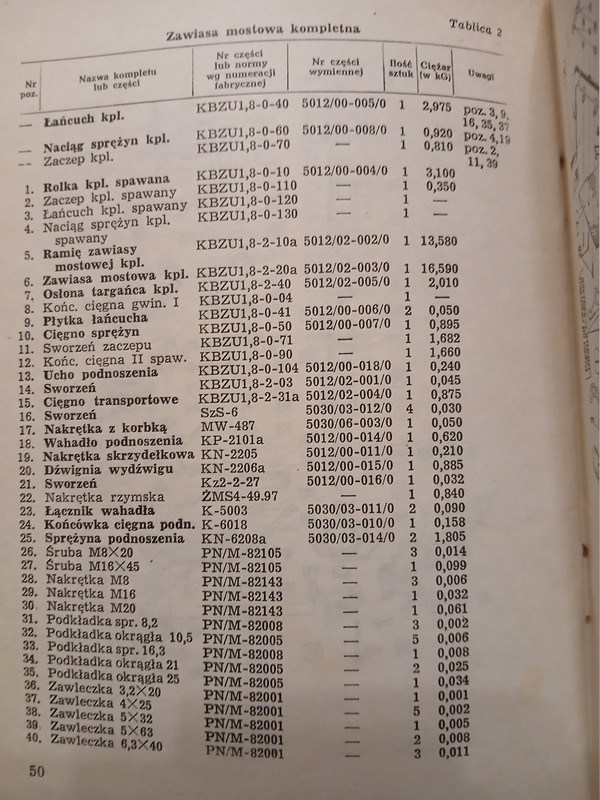 Zawiasa mostowa kompletna Tablica 2
Nr poz. Nazwa kompletu lub części Nr części lub normy wg numeracji fabrycznej Nr części wymiennej Ilość sztuk Ciężar (w kG) Uwagi
— Łańcuch kpl. KBZU1,8-0-40 5012/00-005/0 1 2,975 poz. 3, 9,
16, 35, 37
— Naciąg sprężyn kpl. KBZU1,8-0-60 5012/00-008/0 1 0,920 poz. 4,19
— Zaczep kpl. KBZU1,8-0-70 — 1 0,810 poz. 2,
11, 39
1. Rolka kpl. spawana KBZU1,8-0-10 5012/00-004/0 1 3,100
2. Zaczep kpl. spawany KBZU1,8-0-110 — 1 0,350
3. Łańcuch kpl. spawany KBZU1,8-0-120 — 1 —
4. Naciąg sprężyn kpl. KBZU1,8-0-130 — 1 —
spawany
5. Ramię zawiasy KBZU1,8-2-10a 5012/02-002/0 1 13,580
mostowej kpl.
6. Zawiasa mostowa kpl. KBZU1,8-2-20a 5012/02-003/0 1 16,590
7. Osłona targańca kpl. KBZU1,8-2-40 5012/02-005/0 1 2,010
8. Końc. cięgna gwin. I KBZU1,8-0-04 — 1 —
9. Płytka łańcucha KBZU1,8-0-41 5012/00-006/0 2 0,050
10. Cięgno sprężyn KBZU1,8-0-50 5012/00-007/0 1 0,895
11. Sworzeń zaczepu KBZU1,8-0-71 — 1 1,682
12. Końc. cięgna II spaw. KBZU1,8-0-90 — 1 1,660
13. Ucho podnoszenia KBZU1,8-0-104 5012/00-018/0 1 0,240
14. Sworzeń KBZU1,8-2-03 5012/02-001/0 1 0,045
15. Cięgno transportowe KBZU1,8-2-31a 5012/02-004/0 1 0,875
16. Sworzeń SzS-6 5030/03-012/0 4 0,030
17. Nakrętka z korbką MW-487 5030/06-003/0 1 0,050
18. Wahadło podnoszenia KP-2101a 5012/00-014/0 1 0,620
19. Nakrętka skrzydełkowa KN-2205 5012/00-011/0 1 0,210
20. Dźwignia wydźwigu KN-2206a 5012/00-015/0 1 0,885
21. Sworzeń Kz2-2-27 5012/00-016/0 1 0,032
22. Nakrętka rzymska ŻMS4-49.97 — 1 0,840
23. Łącznik wahadła K-5003 5030/03-011/0 2 0,090
24. Końcówka cięgna podn. K-6018 5030/03-010/0 1 0,158
25. Sprężyna podnoszenia KN-6208a 5030/03-014/0 2 1,805
26. Śruba M8×20 PN/M-82105 — 3 0,014
27. Śruba M16×45 PN/M-82105 — 1 0,099
28. Nakrętka M8 PN/M-82143 — 3 0,006
29. Nakrętka M16 PN/M-82143 — 1 0,032
30. Nakrętka M20 PN/M-82143 — 1 0,061
31. Podkładka spr. 8,2 PN/M-82008 — 3 0,002
32. Podkładka okrągła 10,5 PN/M-82005 — 5 0,006
33. Podkładka spr. 16,3 PN/M-82008 — 1 0,008
34. Podkładka okrągła 21 PN/M-82005 — 2 0,025
35. Podkładka okrągła 25 PN/M-82005 — 1 0,034
36. Zawleczka 3,2×20 PN/M-82001 — 1 0,001
37. Zawleczka 4×25 PN/M-82001 — 5 0,002
38. Zawleczka 5×32 PN/M-82001 — 1 0,005
39. Zawleczka 5×63 PN/M-82001 — 2 0,008
40. Zawleczka 6,3×40 PN/M-82001 — 3 0,011
50